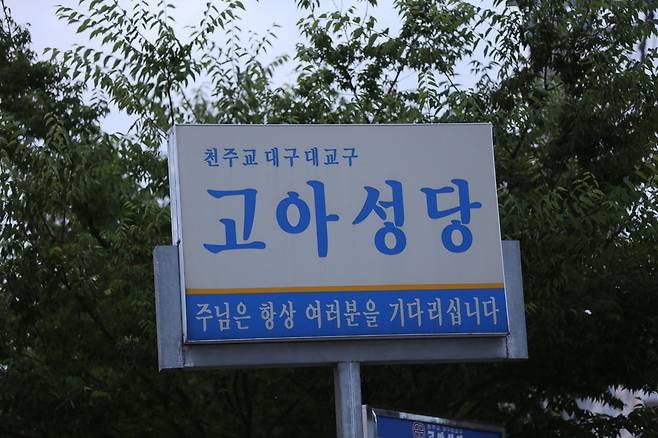 천주교 대구대교구
고아성당
주님은 항상 여러분을 기다리십니다